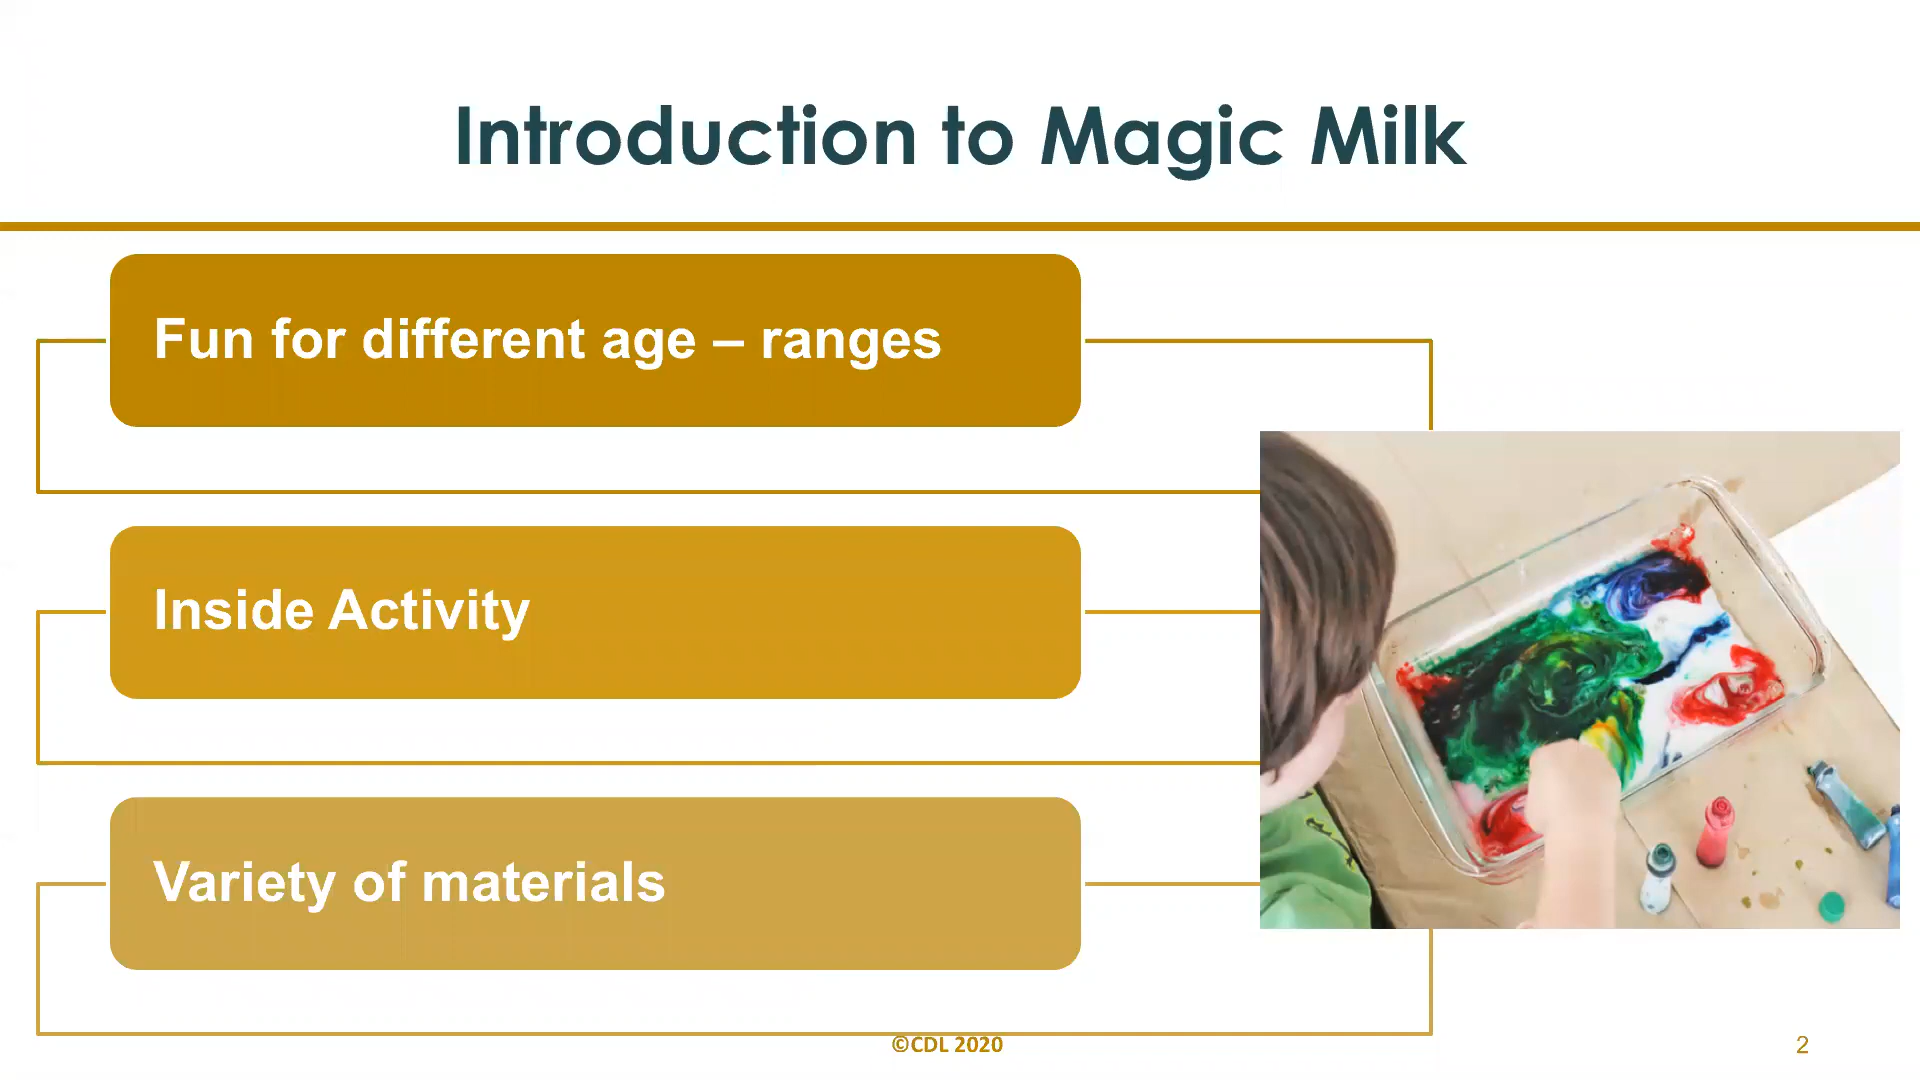 Introduction to Magic Milk
Fun for different age – ranges
Inside Activity
Variety of materials
©CDL 2020
2